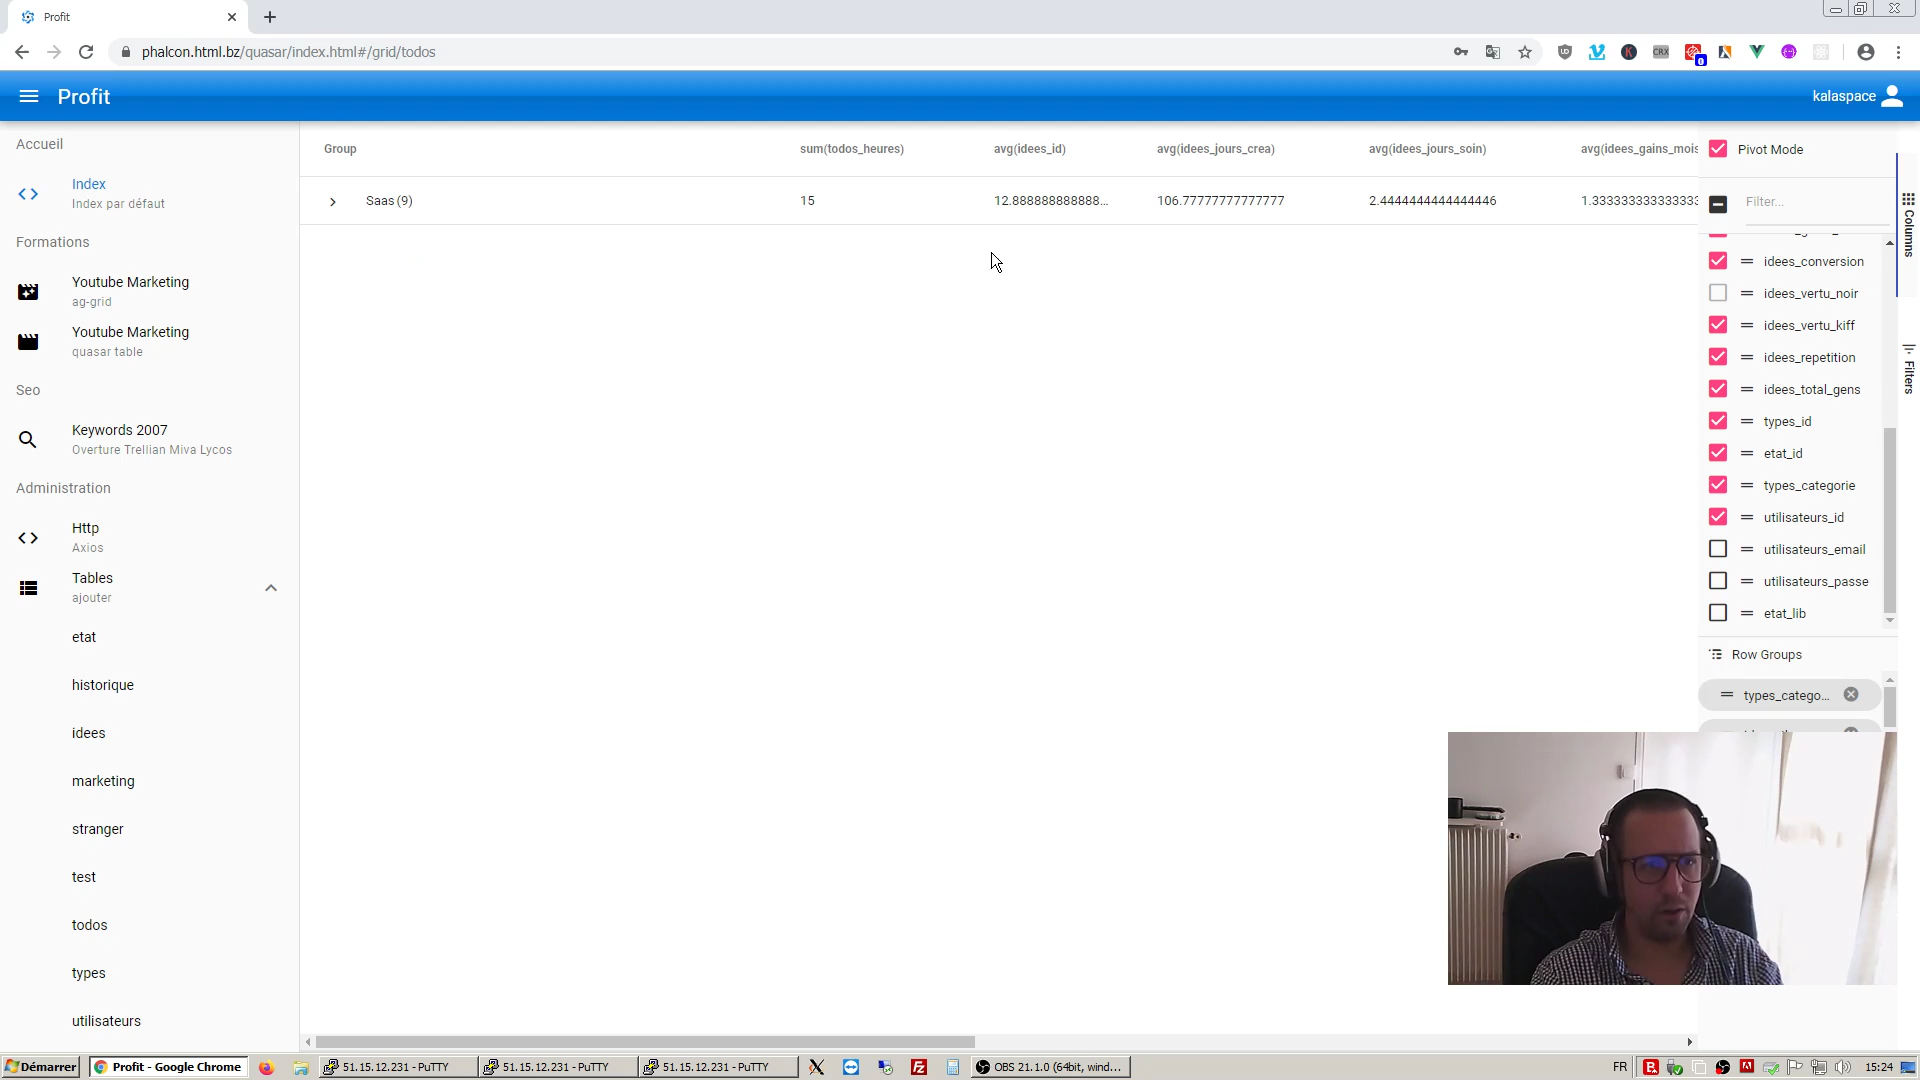 Profit
phalcon.html.bz/quasar/index.html#/grid/todos
CRX
0
Profit
kalaspace
Accueil
Index
Index par défaut
Formations
Youtube Marketing
ag-grid
Youtube Marketing
quasar table
Seo
Keywords 2007
Overture Trellian Miva Lycos
Administration
Http
Axios
Tables
ajouter
etat
historique
idees
marketing
stranger
test
todos
types
utilisateurs
Group
sum(todos_heures)
avg(idees_id)
avg(idees_jours_crea)
avg(idees_jours_soin)
avg(idees_gains_mois
Saas (9)
15
12.888888888888...
106.77777777777777
2.4444444444444446
1.333333333333333
Pivot Mode
Filter...
idees_conversion
idees_vertu_noir
idees_vertu_kiff
idees_repetition
idees_total_gens
types_id
etat_id
types_categorie
utilisateurs_id
utilisateurs_email
utilisateurs_passe
etat_lib
Row Groups
types_catego...
Columns
Filters
Démarrer
Profit - Google Chrome
51.15.12.231 - PuTTY
51.15.12.231 - PuTTY
51.15.12.231 - PuTTY
OBS 21.1.0 (64bit, wind...
FR
15:24